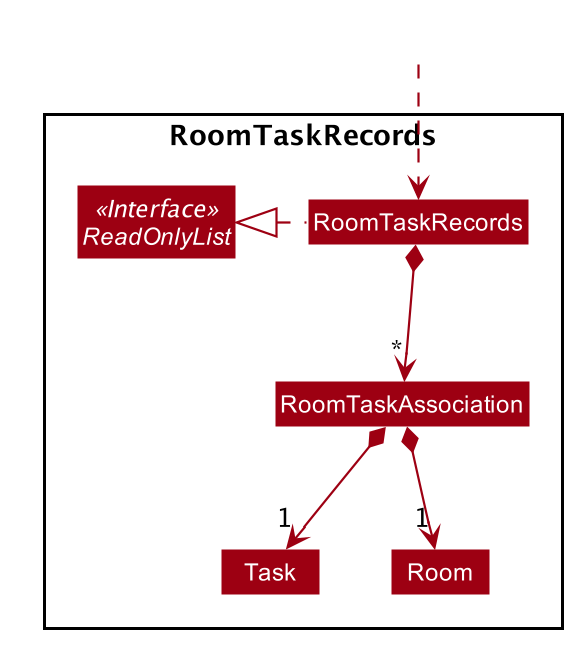 RoomTaskRecords
«Interface»
ReadOnlyList
RoomTaskRecords
*
RoomTaskAssociation
1
1
Task
Room